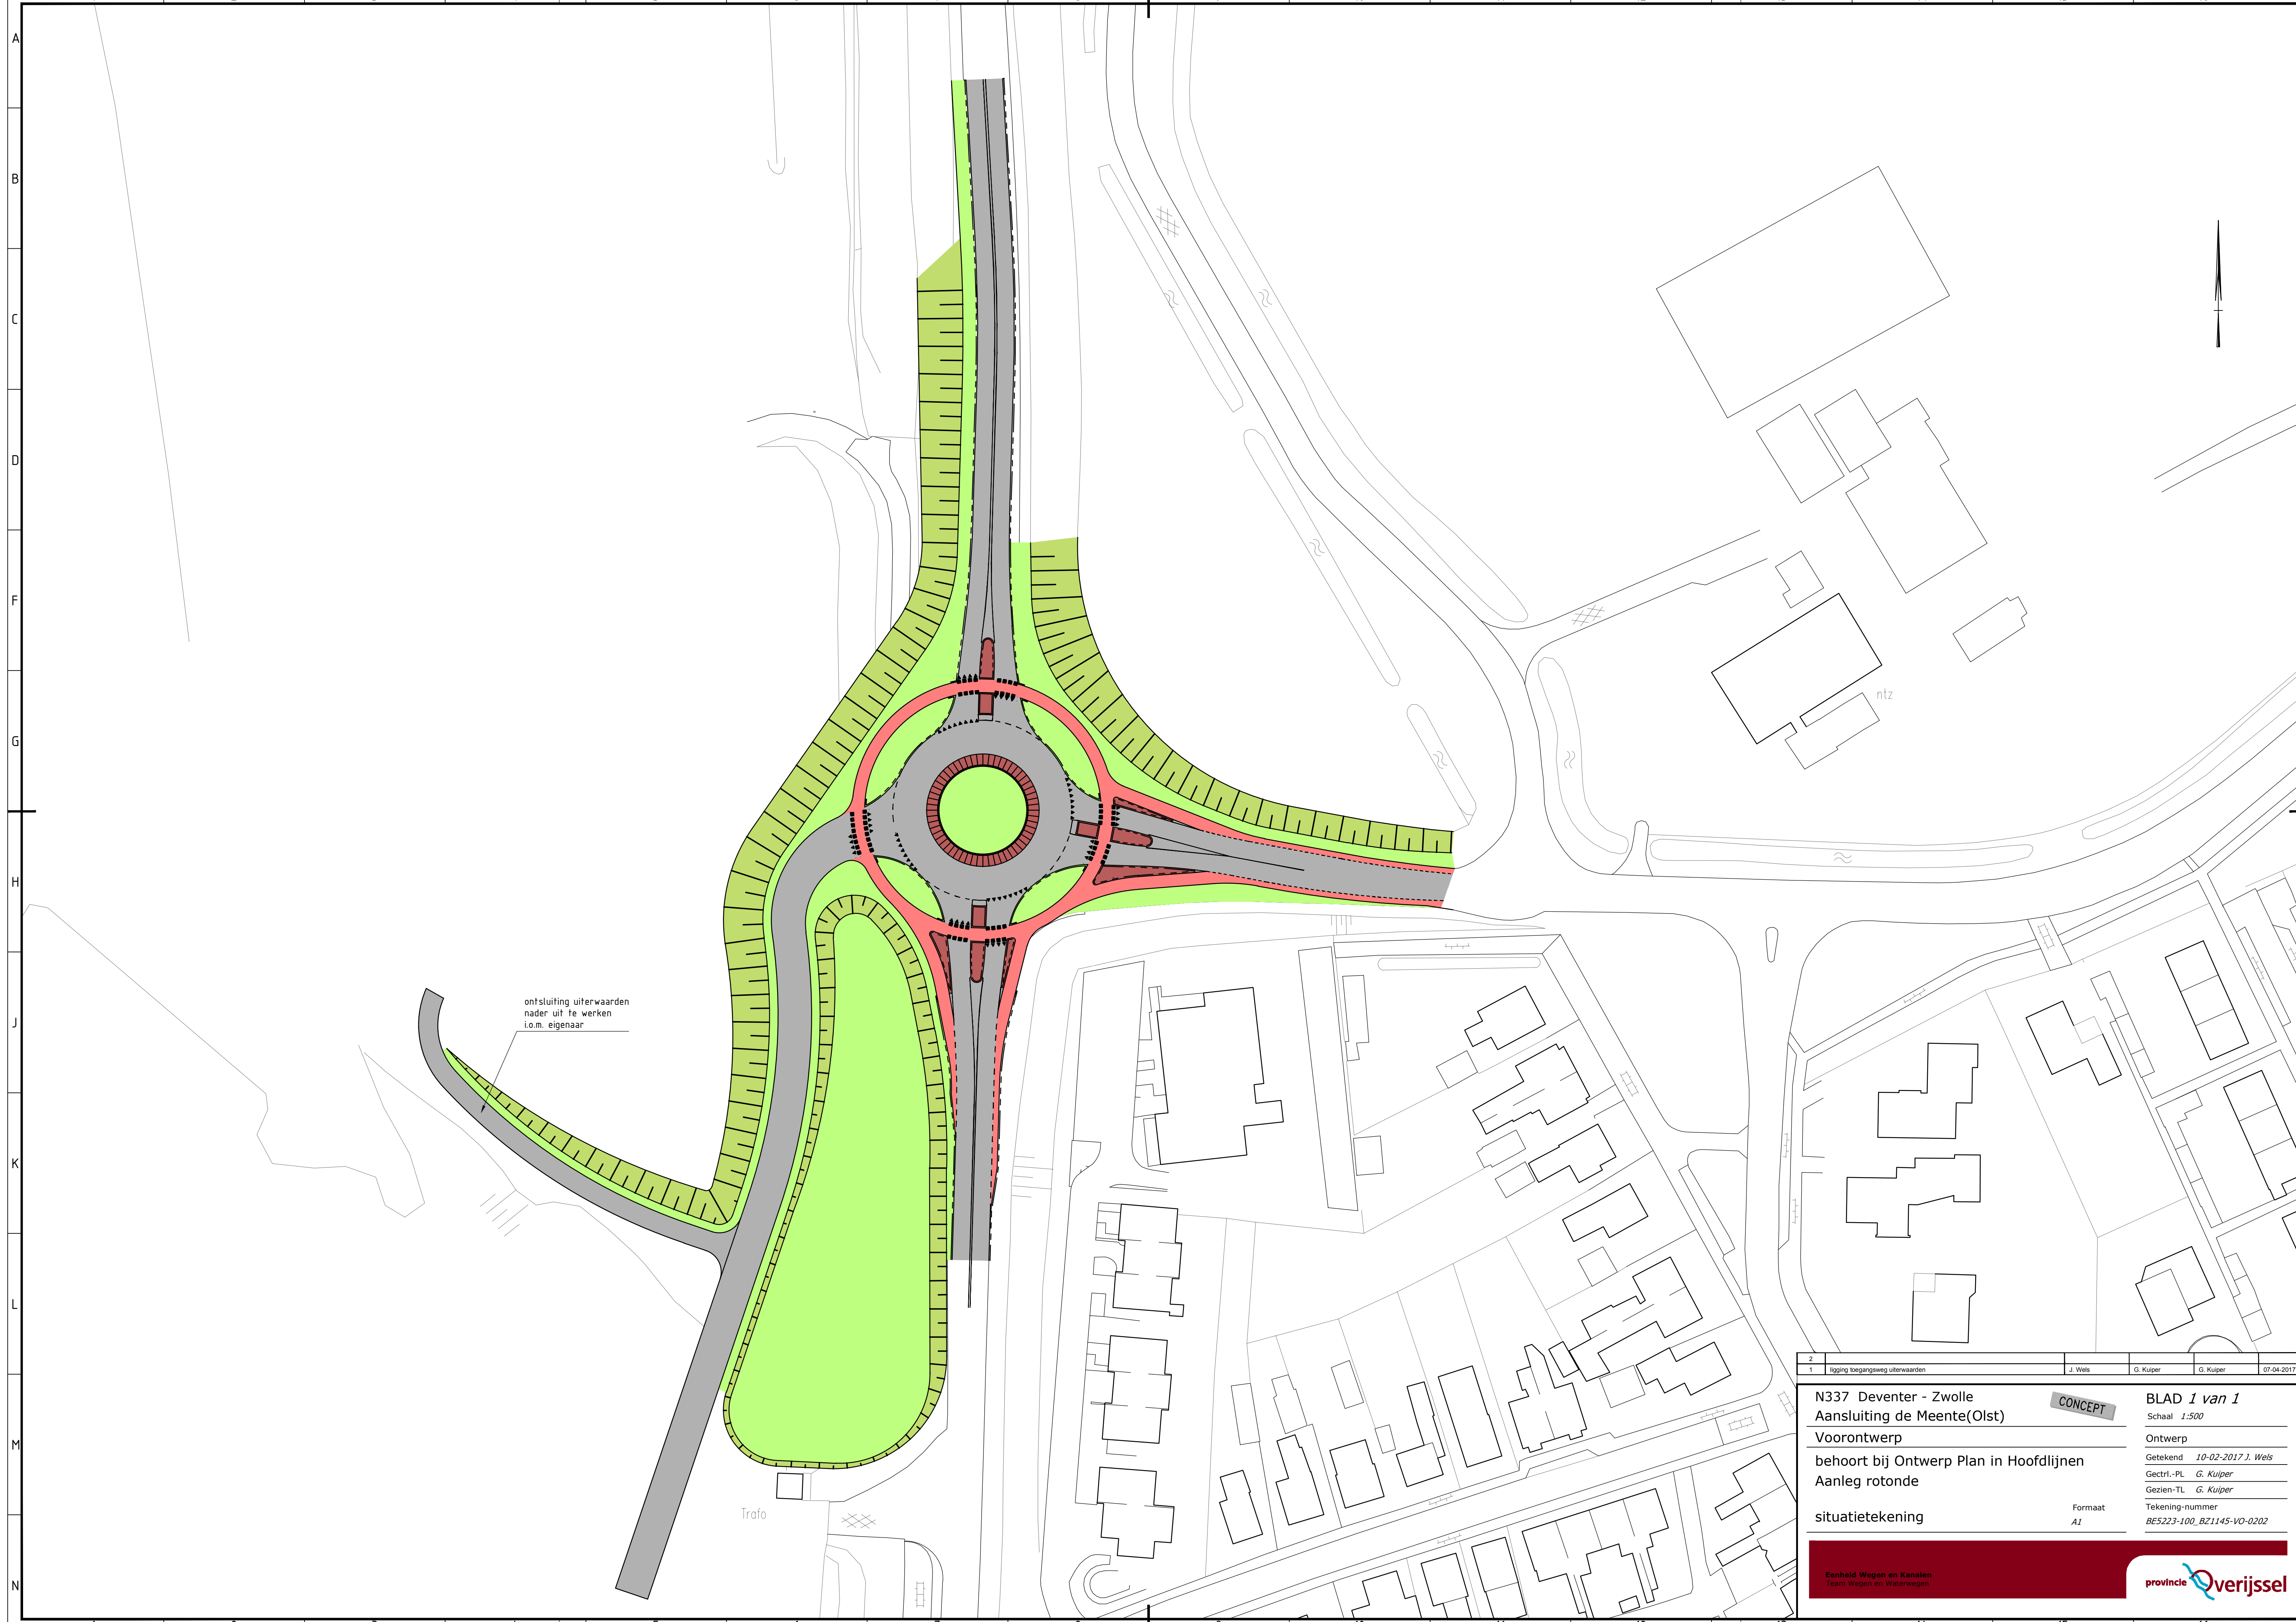 A
B
C
D
F
G
H
J
K
L
M
N
ntz
ontsluiting uiterwaarden
nader uit te werken
i.o.m. eigenaar
Trafo
2
1 ligging toegangsweg uiterwaarden J. Wels G. Kuiper G. Kuiper 07-04-2017
N337 Deventer - Zwolle
Aansluiting de Meente(Olst)
CONCEPT
Voorontwerp
behoort bij Ontwerp Plan in Hoofdlijnen
Aanleg rotonde
situatietekening
Formaat
A1
BLAD 1 van 1
Schaal 1:500
Ontwerp
Getekend 10-02-2017 J. Wels
Gectrl.-PL G. Kuiper
Gezien-TL G. Kuiper
Tekening-nummer
BE5223-100_BZ1145-VO-0202
Eenheid Wegen en Kanalen
Team Wegen en Waterwegen
provincie Overijssel